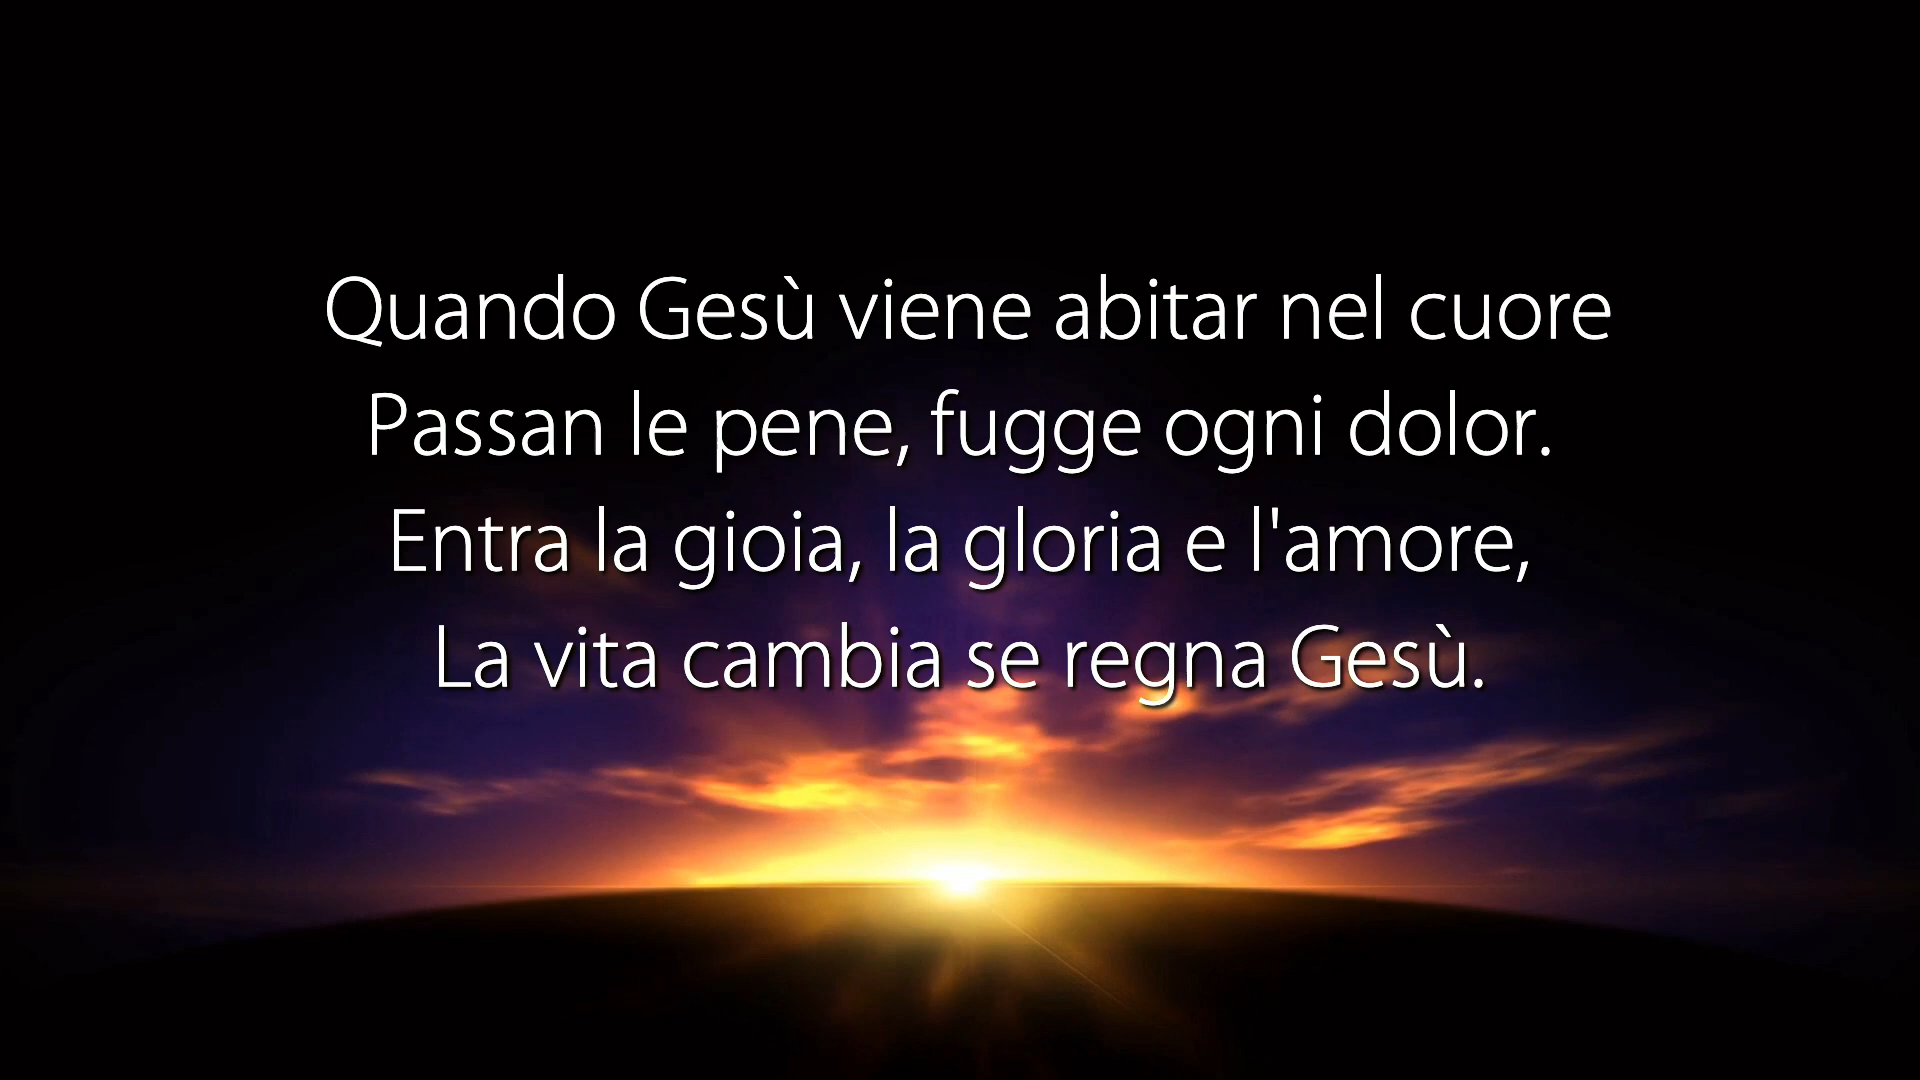 Quando Gesù viene abitar nel cuore
Passan le pene, fugge ogni dolor.
Entra la gioia, la gloria e l'amore,
La vita cambia se regna Gesù.